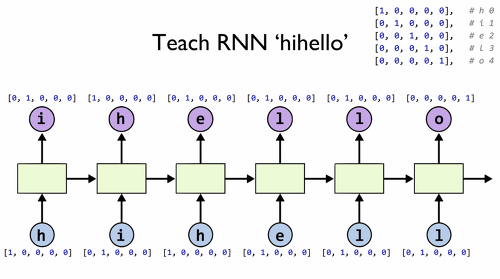 [1, 0, 0, 0, 0], # h 0
[0, 1, 0, 0, 0], # i 1
[0, 0, 1, 0, 0], # e 2
[0, 0, 0, 1, 0], # l 3
[0, 0, 0, 0, 1], # o 4
Teach RNN ‘hihello’
[0, 1, 0, 0, 0] [1, 0, 0, 0, 0] [0, 1, 0, 0, 0] [0, 1, 0, 0, 0] [0, 1, 0, 0, 0] [0, 0, 0, 0, 1]
i h e l l o
h i h e l l
[1, 0, 0, 0, 0] [0, 1, 0, 0, 0] [1, 0, 0, 0, 0] [0, 1, 0, 0, 0] [0, 1, 0, 0, 0] [0, 1, 0, 0, 0]